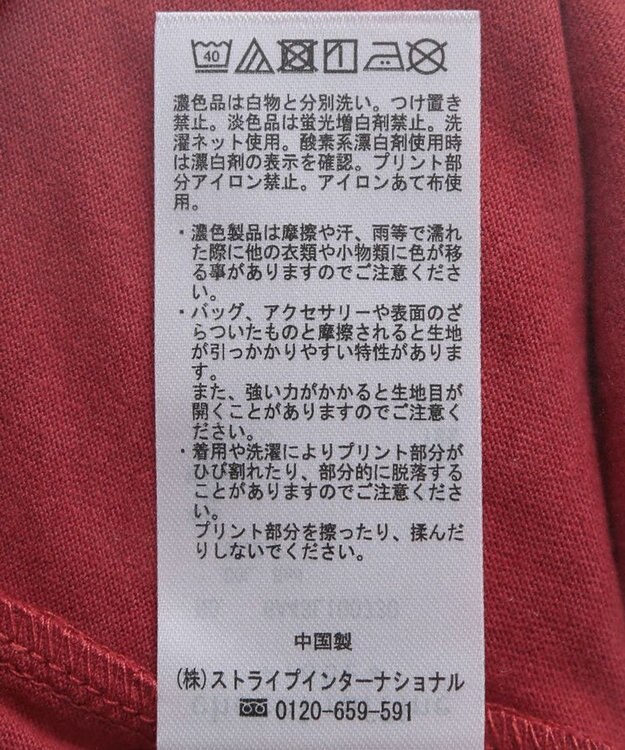 40
濃色品は白物と分別洗い。つけ置き
禁止。淡色品は蛍光増白剤禁止。洗
濯ネット使用。酸素系漂白剤使用時
は漂白剤の表示を確認。プリント部
分アイロン禁止。アイロンあて布使
用。
・濃色製品は摩擦や汗、雨等で濡れ
た際に他の衣類や小物類に色が移
る事がありますのでご注意くださ
い。
・バッグ、アクセサリーや表面のざ
らついたものと摩擦されると生地
が引っかかりやすい特性がありま
す。
また、強い力がかかると生地目が
開くことがありますのでご注意く
ださい。
・着用や洗濯によりプリント部分が
ひび割れたり、部分的に脱落する
ことがありますのでご注意くださ
い。
プリント部分を擦ったり、揉んだ
りしないでください。
中国製
(株)ストライプインターナショナル
0120-659-591